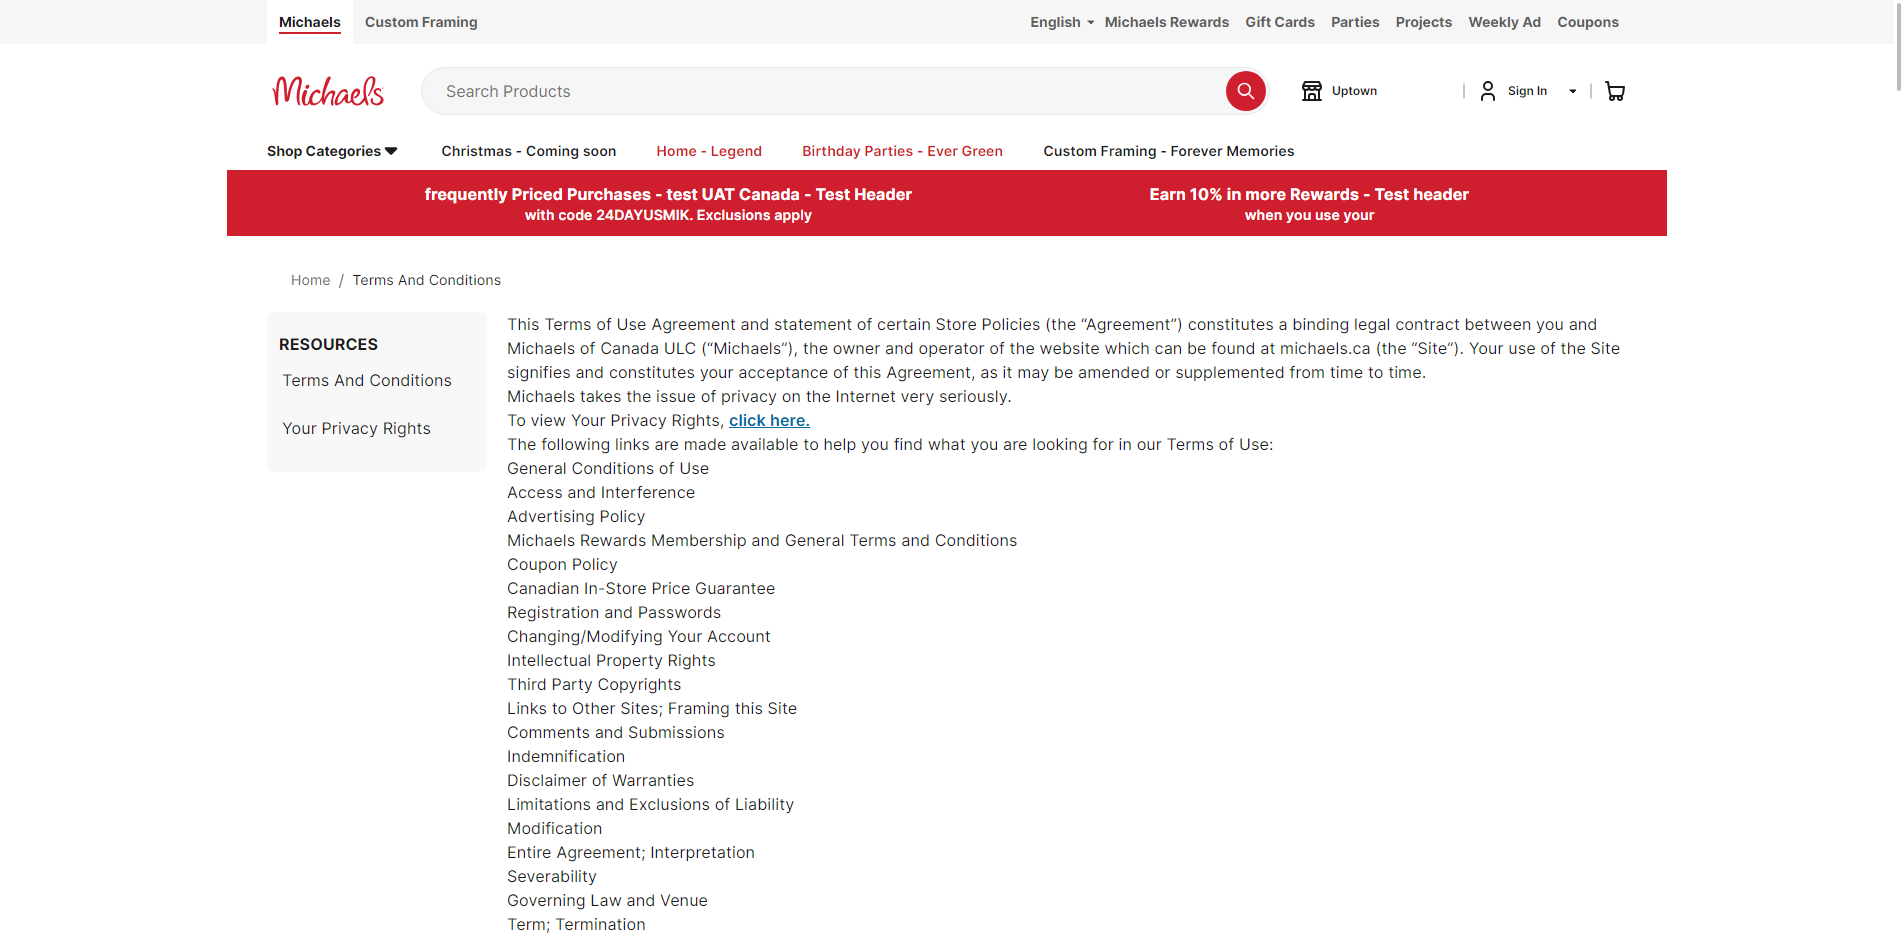 Michaels
Custom Framing
English
Michaels Rewards
Gift Cards
Parties
Projects
Weekly Ad
Coupons
Michaels
Search Products
Uptown
Sign In
Shop Categories
Christmas - Coming soon
Home - Legend
Birthday Parties - Ever Green
Custom Framing - Forever Memories
frequently Priced Purchases - test UAT Canada - Test Header
with code 24DAYUSMIK. Exclusions apply
Earn 10% in more Rewards - Test header
when you use your
Home / Terms And Conditions
RESOURCES
Terms And Conditions
Your Privacy Rights
This Terms of Use Agreement and statement of certain Store Policies (the “Agreement”) constitutes a binding legal contract between you and
Michaels of Canada ULC (“Michaels”), the owner and operator of the website which can be found at michaels.ca (the “Site”). Your use of the Site
signifies and constitutes your acceptance of this Agreement, as it may be amended or supplemented from time to time.
Michaels takes the issue of privacy on the Internet very seriously.
To view Your Privacy Rights, click here.
The following links are made available to help you find what you are looking for in our Terms of Use:
General Conditions of Use
Access and Interference
Advertising Policy
Michaels Rewards Membership and General Terms and Conditions
Coupon Policy
Canadian In-Store Price Guarantee
Registration and Passwords
Changing/Modifying Your Account
Intellectual Property Rights
Third Party Copyrights
Links to Other Sites; Framing this Site
Comments and Submissions
Indemnification
Disclaimer of Warranties
Limitations and Exclusions of Liability
Modification
Entire Agreement; Interpretation
Severability
Governing Law and Venue
Term; Termination